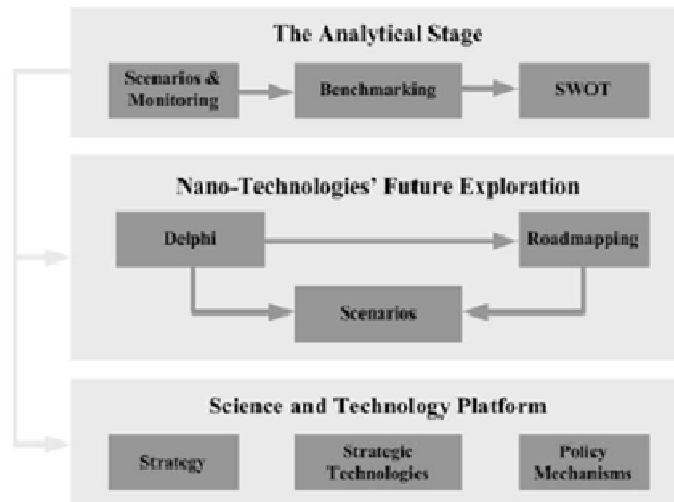 The Analytical Stage
Scenarios &
Monitoring
Benchmarking
SWOT
Nano-Technologies' Future Exploration
Delphi
Roadmapping
Scenarios
Science and Technology Platform
Strategy
Strategic
Technologies
Policy
Mechanisms